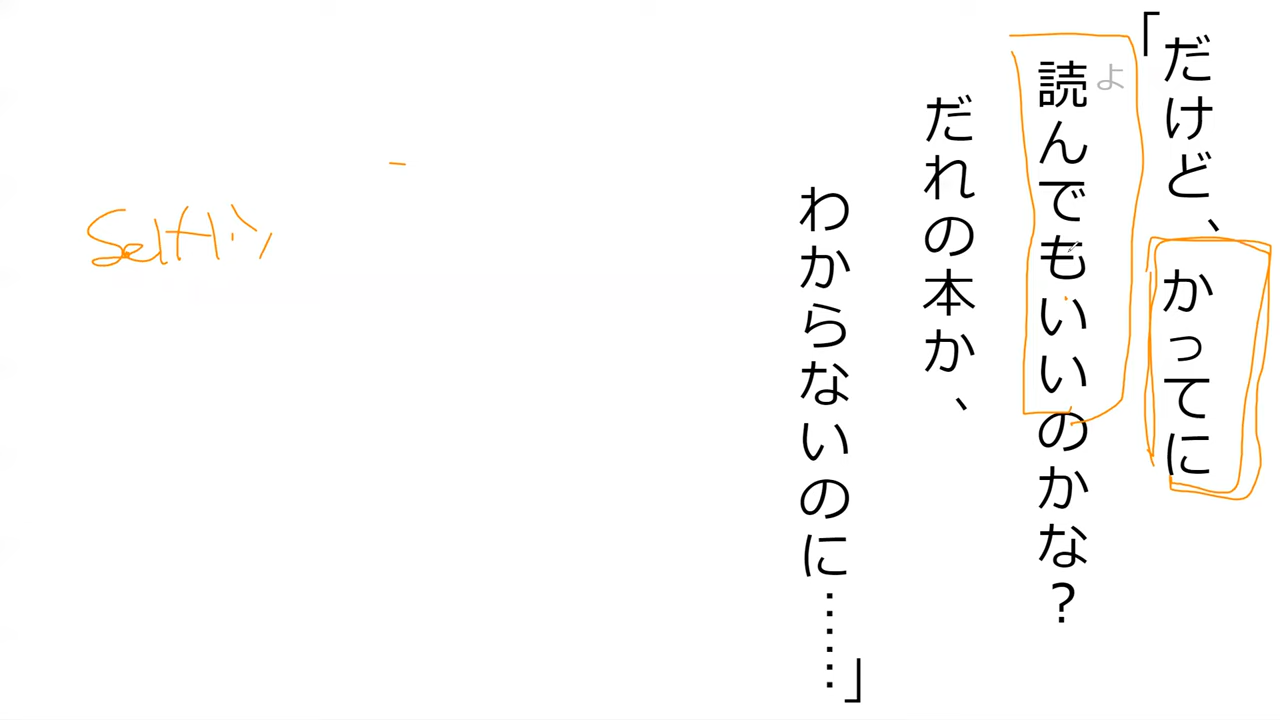 「だけど、かってに
読んでもいいのかな？
よ
だれの本か、
わからないのに……」